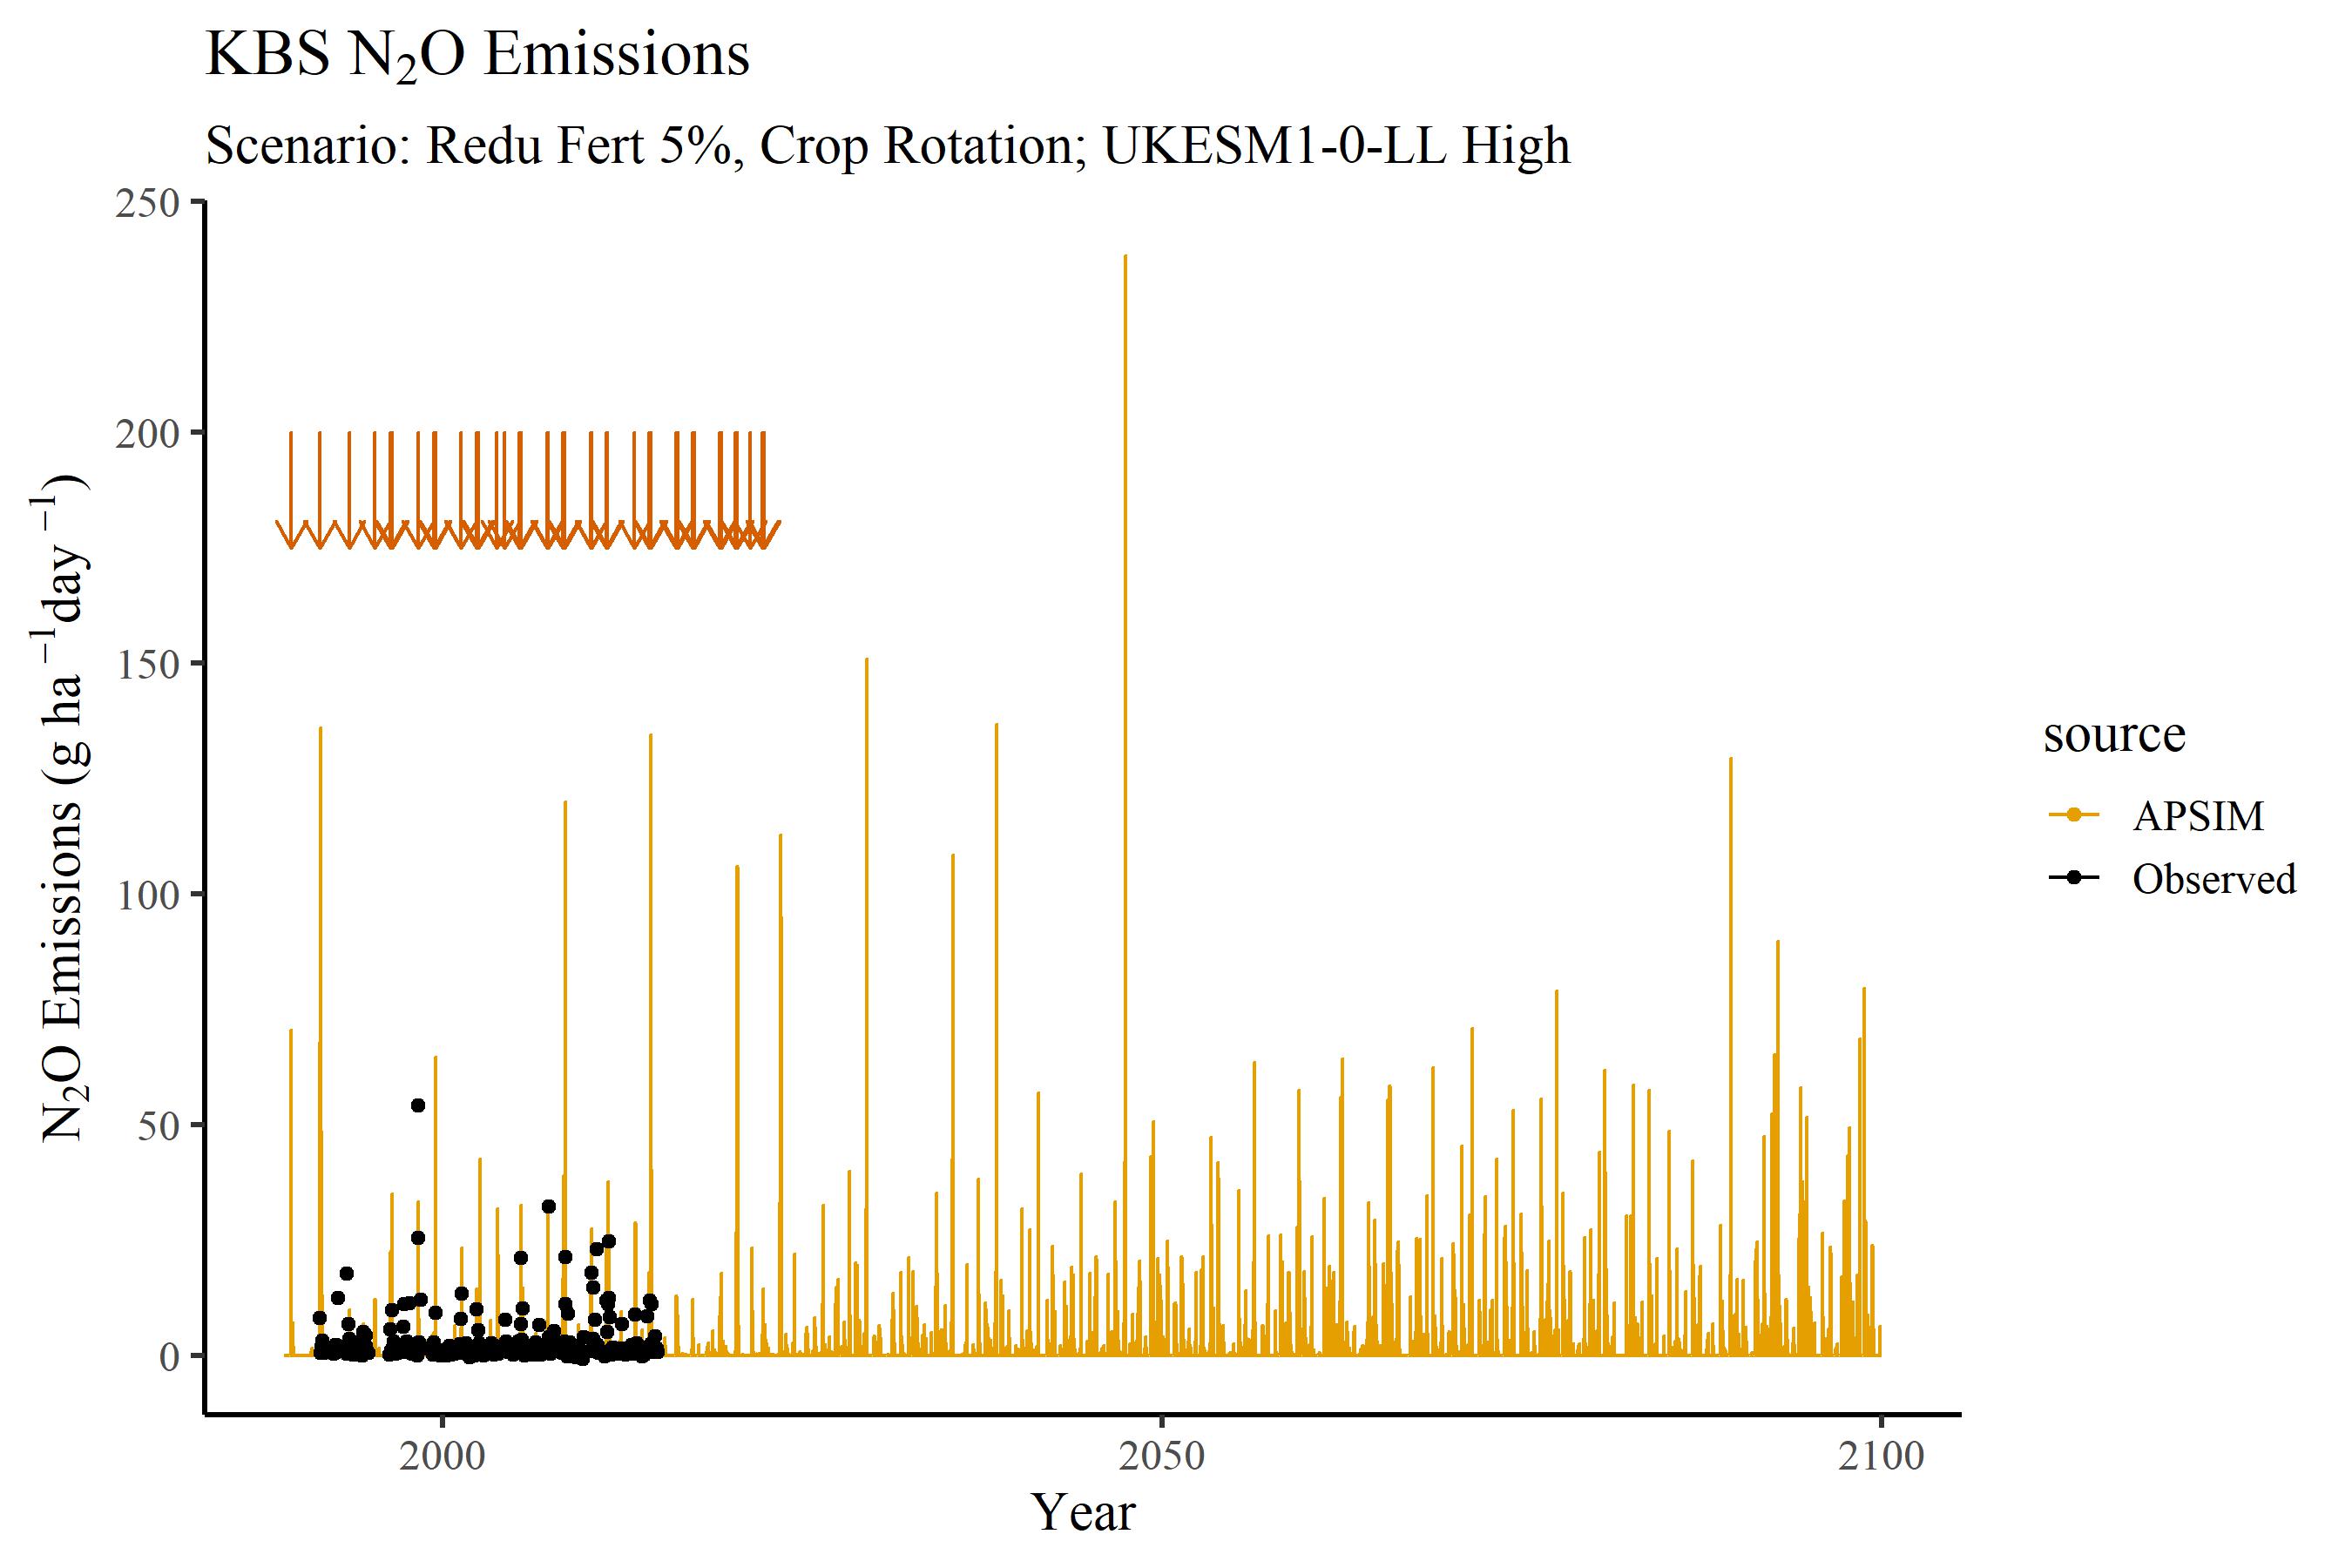 KBS N₂O Emissions
Scenario: Redu Fert 5%, Crop Rotation; UKESM1-0-LL High
N₂O Emissions (g ha ⁻¹day ⁻¹)
250
200
150
100
50
0
2000
2050
2100
Year
source
APSIM
Observed